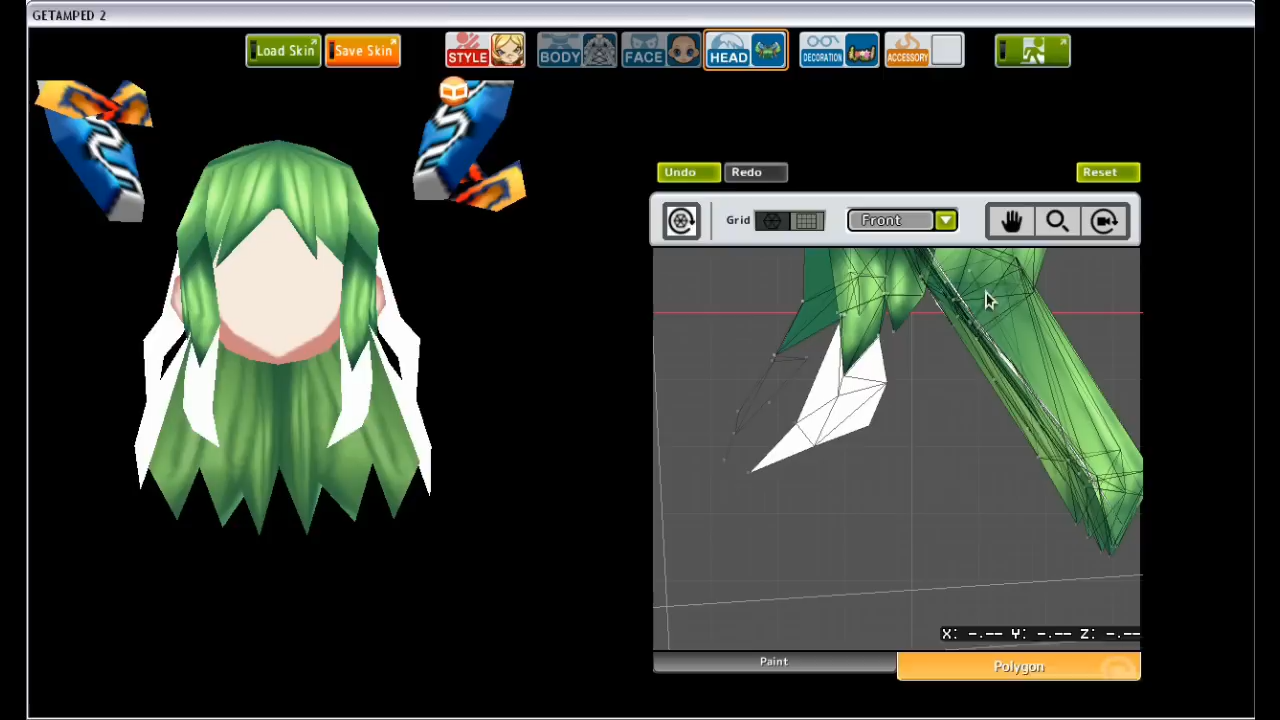 GETAMPED 2
Load Skin
Save Skin
STYLE
BODY
FACE
HEAD
DECORATION
ACCESSORY
Undo
Redo
Reset
Grid
Front
X: -.-- Y: -.-- Z: -.--
Paint
Polygon